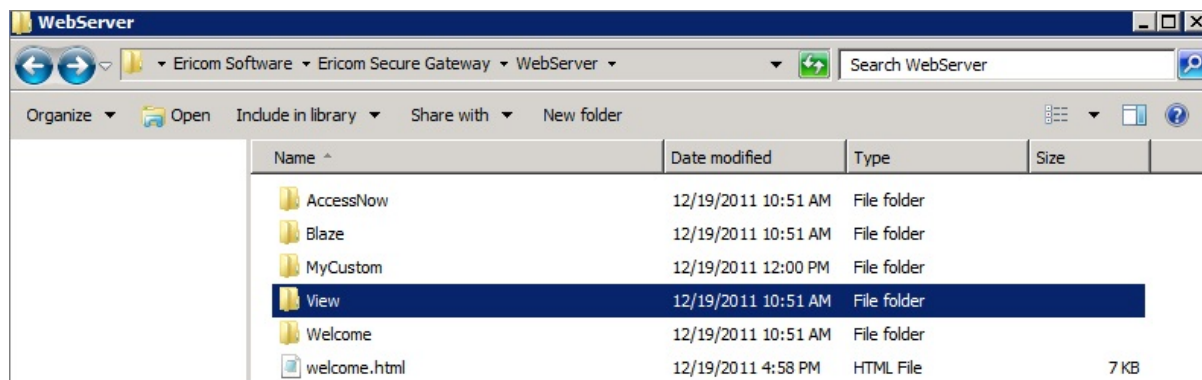 WebServer
Ericom Software Ericom Secure Gateway WebServer Search WebServer
Organize Open Include in library Share with New folder
Name Date modified Type Size
AccessNow 12/19/2011 10:51 AM File folder
Blaze 12/19/2011 10:51 AM File folder
MyCustom 12/19/2011 12:00 PM File folder
View 12/19/2011 10:51 AM File folder
Welcome 12/19/2011 10:51 AM File folder
welcome.html 12/19/2011 4:58 PM HTML File 7 KB